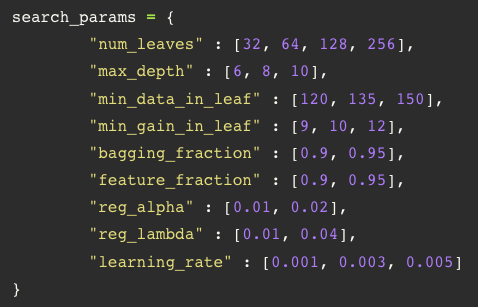 search_params = {
"num_leaves" : [32, 64, 128, 256],
"max_depth" : [6, 8, 10],
"min_data_in_leaf" : [120, 135, 150],
"min_gain_in_leaf" : [9, 10, 12],
"bagging_fraction" : [0.9, 0.95],
"feature_fraction" : [0.9, 0.95],
"reg_alpha" : [0.01, 0.02],
"reg_lambda" : [0.01, 0.04],
"learning_rate" : [0.001, 0.003, 0.005]
}